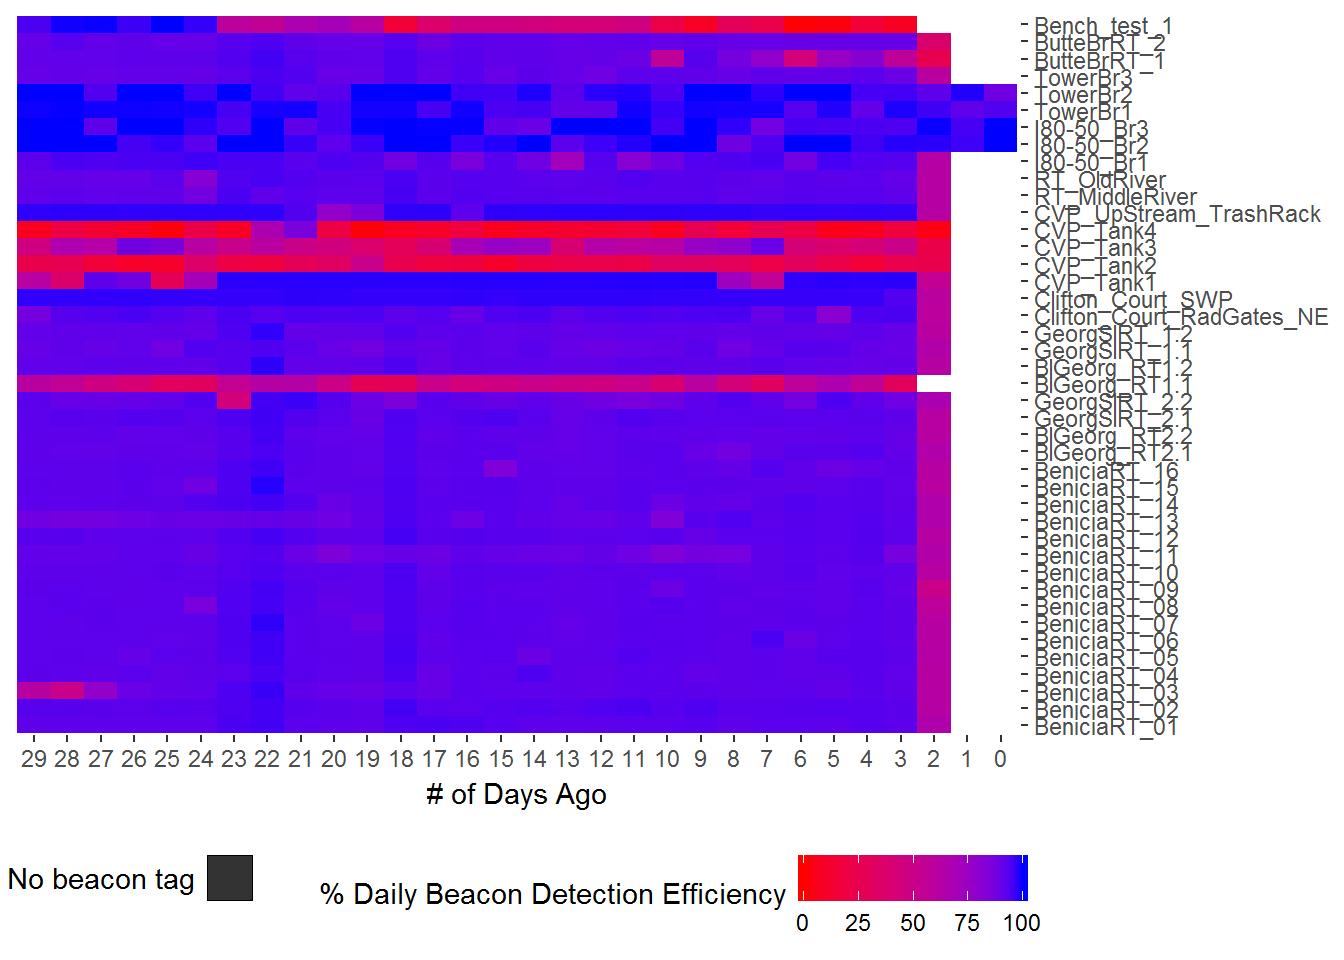 Bench_test_1
ButteBrRT_2
ButteBrRT_1
TowerBr3
TowerBr2
TowerBr1
I80-50_Br3
I80-50_Br2
I80-50_Br1
RT_OldRiver
RT_MiddleRiver
CVP_UpStream_TrashRack
CVP_Tank4
CVP_Tank3
CVP_Tank2
CVP_Tank1
Clifton_Court_SWP
Clifton_Court_RadGates_NE
GeorgSlRT_1.2
GeorgSlRT_1.1
BlGeorg_RT1.2
BlGeorg_RT1.1
GeorgSlRT_2.2
GeorgSlRT_2.1
BlGeorg_RT2.2
BlGeorg_RT2.1
BeniciaRT_16
BeniciaRT_15
BeniciaRT_14
BeniciaRT_13
BeniciaRT_12
BeniciaRT_11
BeniciaRT_10
BeniciaRT_09
BeniciaRT_08
BeniciaRT_07
BeniciaRT_06
BeniciaRT_05
BeniciaRT_04
BeniciaRT_03
BeniciaRT_02
BeniciaRT_01
29 28 27 26 25 24 23 22 21 20 19 18 17 16 15 14 13 12 11 10 9 8 7 6 5 4 3 2 1 0
# of Days Ago
No beacon tag
% Daily Beacon Detection Efficiency
0 25 50 75 100